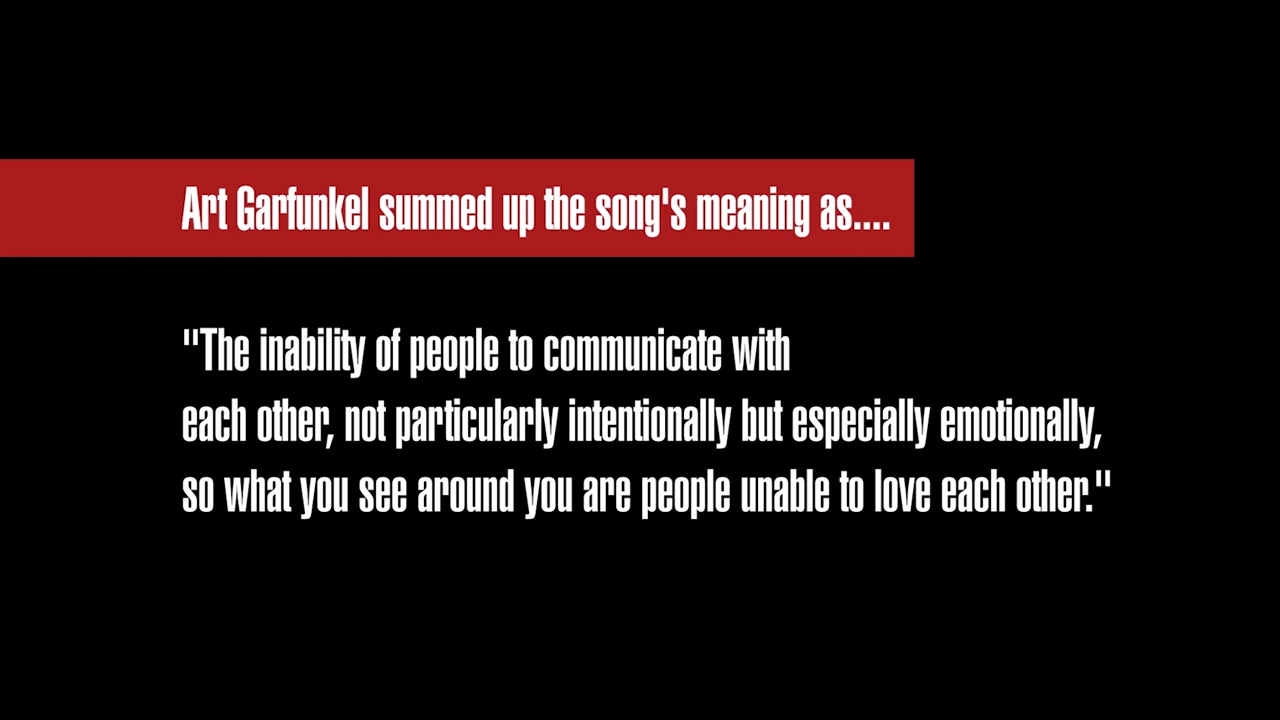 Art Garfunkel summed up the song's meaning as....
"The inability of people to communicate with
each other, not particularly intentionally but especially emotionally,
so what you see around you are people unable to love each other."